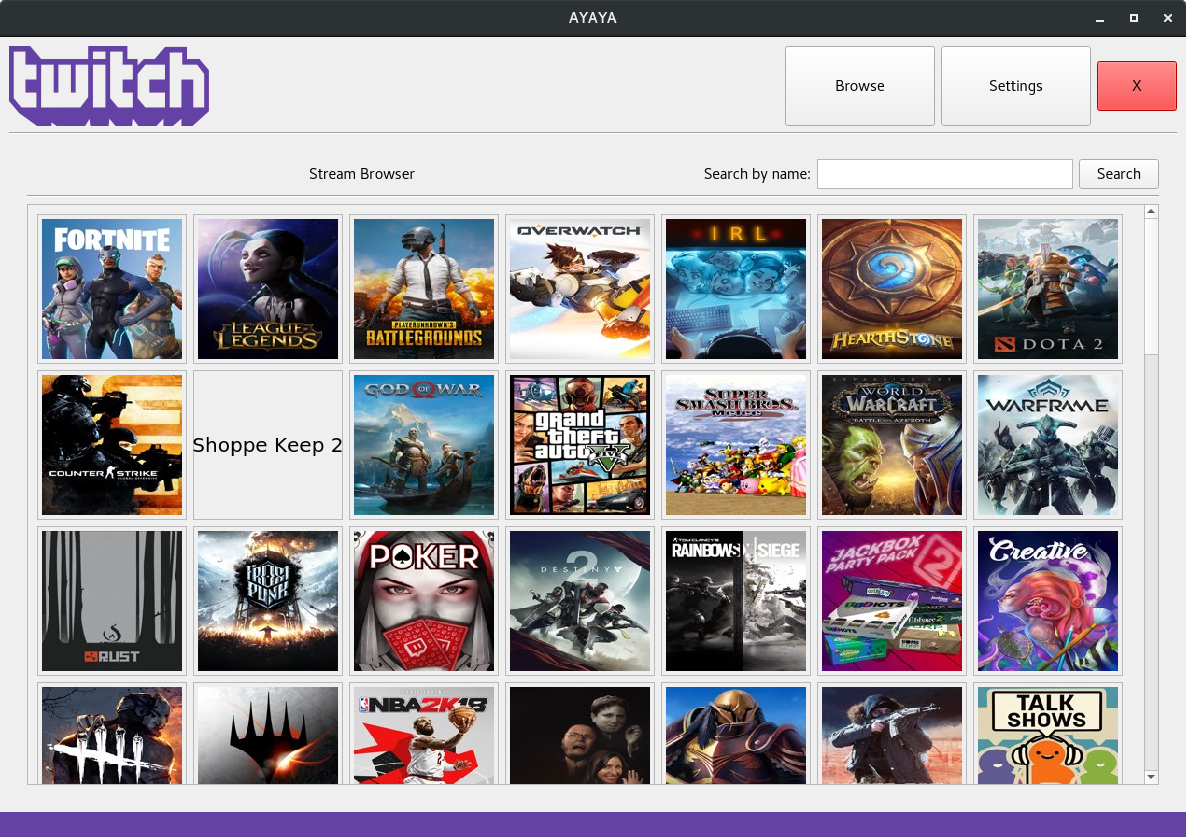 AYAYA
twitch
Browse
Settings
X
Stream Browser
Search by name:
Search
FORTNITE
LEAGUE OF LEGENDS
PLAYERUNKNOWN'S
BATTLEGROUNDS
OVERWATCH
IRL
HEARTHSTONE
DOTA 2
COUNTER STRIKE
GLOBAL OFFENSIVE
Shoppe Keep 2
GOD OF WAR
grand
theft
auto
V
SUPER
SMASH BROS.
MELEE
WORLD
WARCRAFT
BATTLE FOR AZEROTH
WARFRAME
RUST
FROST
PUNK
POKER
2
DESTINY
TOM CLANCY'S
RAINBOW SIX SIEGE
JACKBOX
PARTY PACK
2
Creative
NBA 2K18
TALK
SHOWS